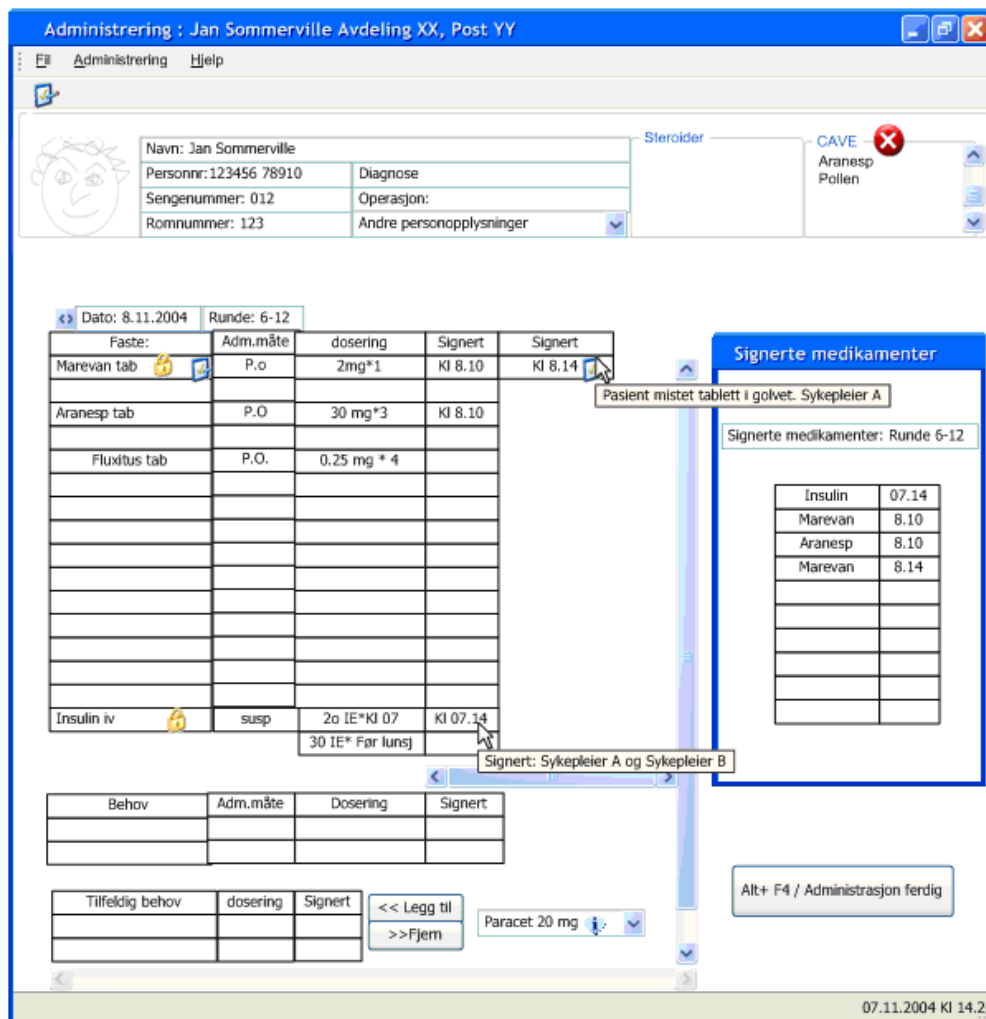 Administrering : Jan Sommerville Avdeling XX, Post YY
Fil Administrering Hjelp
Navn: Jan Sommerville
Personnr:123456 78910 Diagnose
Sengenummer: 012 Operasjon:
Romnummer: 123 Andre personopplysninger
Steroider
CAVE
Aranesp
Pollen
Dato: 8.11.2004 Runde: 6-12
Faste: Adm.måte dosering Signert Signert
Marevan tab P.o 2mg*1 Kl 8.10 Kl 8.14
Pasient mistet tablett i golvet. Sykepleier A
Aranesp tab P.O 30 mg*3 Kl 8.10
Fluxitus tab P.O. 0.25 mg * 4
Insulin iv susp 2o IE*Kl 07 Kl 07.14
30 IE* Før lunsj
Signert: Sykepleier A og Sykepleier B
Signerte medikamenter
Signerte medikamenter: Runde 6-12
Insulin 07.14
Marevan 8.10
Aranesp 8.10
Marevan 8.14
Behov Adm.måte Dosering Signert
Tilfeldig behov dosering Signert
<< Legg til
>>Fjern
Paracet 20 mg
Alt+ F4 / Administrasjon ferdig
07.11.2004 Kl 14.2